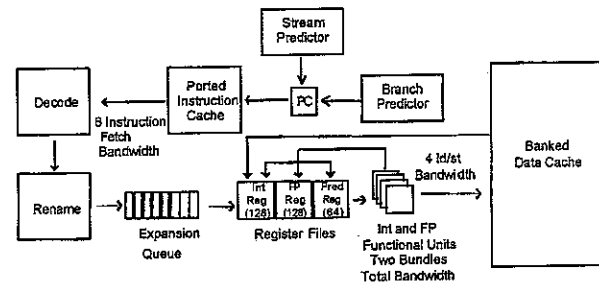 Stream
Predictor
Decode
Ported
Instruction
Cache
PC
Branch
Predictor
6 Instruction
Fetch
Bandwidth
Banked
Data Cache
4 ld/st
Bandwidth
Rename
Int
Reg
(128)
FP
Reg
(128)
Pred
Reg
(64)
Expansion
Queue
Register Files
Int and FP
Functional Units
Two Bundles
Total Bandwidth